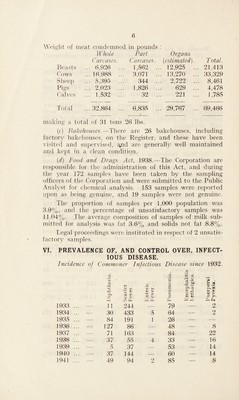 6
Weight of meat condemned in pounds :
Whole Part Organs
Carcases. Carcases. (estimated). Total.
Beasts ... 6,926 ... 1,562 ... 12,925 ... 21,413
Cows ... 16,988 ... 3,071 ... 13,270 ... 33,329
Sheep ... 5,395 ... 344 ... 2,722 ... 8,461
Pigs ... 2,023 ... 1,826 ... 629 ... 4,478
Calves ... 1,532 ... 32 ... 221 ... 1,785
Total ... 32,864 ... 6,835 ... 29,767 ... 69,466
making a total of 31 tons 26 lbs.
(c) Bakehouses.—There are 26 bakehouses, including
factory bakehouses, on the Register, and these have been
visited and supervised, and are generally well maintained
and kept in a clean condition.
(d) Food and Drugs Act, 1938.—The Corporation are
responsible for the administration of this Act, and during
the year 172 samples have been taken by the sampling
officers of the Corporation and were submitted to the Public
Analyst for chemical analysis. 153 samples were reported
upon as being genuine, and 19 samples were not genuine.
The proportion of samples per 1,000 population was
3.9%, and the percentage of unsatisfactory samples was
11.04%. The average composition of samples of milk sub-
mitted for analysis was fat 3.6%, and solids not fat 8.8%.
Legal proceedings were instituted in respect of 2 unsatis-
factory samples.
VI. PREVALENCE OF, AND CONTROL OVER, INFECT-
IOUS DISEASE.
Incidence of Commoner Infectious Disease since 1932.
Diphtheria. Scarlet Fever Enteric Fever Pneumonia. Encephalitis Lethargica. Puerperal Pyrexia.
1933 ... ... 11 244 79
1934 ... ... 30 433 5 64 — 2
1935 ... ... 84 191 1 26
1936 ... ... 127 86 — 48 — 8
1937 ... ... 71 163 — 84 — 22
1938 ... ... 37 55 4 33 — 16
1939 ... ... 5 37 — 53 — 14
1940 ... ... 37 144 — 60 — 14
1941 ... ... 49 94 2 85 — 8